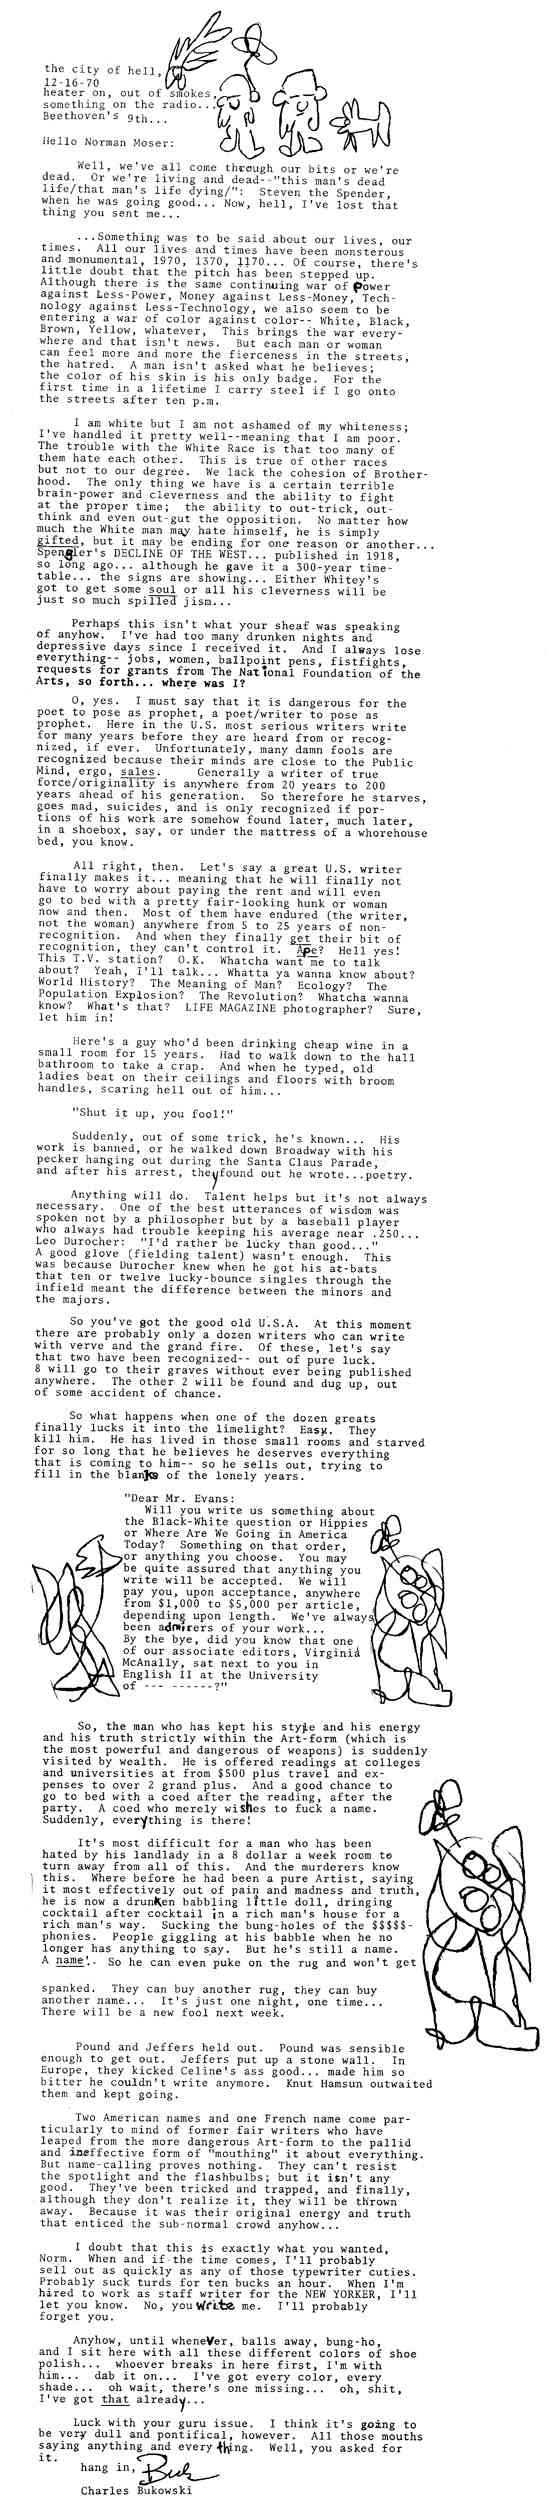 the city of hell,
12-16-70
heater on, out of smokes,
something on the radio...
Beethoven's 9th...
Hello Norman Moser:
Well, we've all come through our bits or we're
dead. Or we're living and dead--"this man's dead
life/that man's life dying/": Steven the Spender,
when he was going good... Now, hell, I've lost that
thing you sent me...
...Something was to be said about our lives, our
times. All our lives and times have been monsterous
and monumental, 1970, 1370, 1170... Of course, there's
little doubt that the pitch has been stepped up.
Although there is the same continuing war of Power
against Less-Power, Money against Less-Money, Tech-
nology against Less-Technology, we also seem to be
entering a war of color against color-- White, Black,
Brown, Yellow, whatever, This brings the war every-
where and that isn't news. But each man or woman
can feel more and more the fierceness in the streets,
the hatred. A man isn't asked what he believes;
the color of his skin is his only badge. For the
first time in a lifetime I carry steel if I go onto
the streets after ten p.m.
I am white but I am not ashamed of my whiteness;
I've handled it pretty well--meaning that I am poor.
The trouble with the White Race is that too many of
them hate each other. This is true of other races
but not to our degree. We lack the cohesion of Brother-
hood. The only thing we have is a certain terrible
brain-power and cleverness and the ability to fight
at the proper time; the ability to out-trick, out-
think and even out-gut the opposition. No matter how
much the White man may hate himself, he is simply
gifted, but it may be ending for one reason or another...
Spengler's DECLINE OF THE WEST... published in 1918,
so long ago... although he gave it a 300-year time-
table... the signs are showing... Either Whitey's
got to get some soul or all his cleverness will be
just so much spilled jism...
Perhaps this isn't what your sheaf was speaking
of anyhow. I've had too many drunken nights and
depressive days since I received it. And I always lose
everything-- jobs, women, ballpoint pens, fistfights,
requests for grants from The National Foundation of the
Arts, so forth... where was I?
O, yes. I must say that it is dangerous for the
poet to pose as prophet, a poet/writer to pose as
prophet. Here in the U.S. most serious writers write
for many years before they are heard from or recog-
nized, if ever. Unfortunately, many damn fools are
recognized because their minds are close to the Public
Mind, ergo, sales. Generally a writer of true
force/originality is anywhere from 20 years to 200
years ahead of his generation. So therefore he starves,
goes mad, suicides, and is only recognized if por-
tions of his work are somehow found later, much later,
in a shoebox, say, or under the mattress of a whorehouse
bed, you know.
All right, then. Let's say a great U.S. writer
finally makes it... meaning that he will finally not
have to worry about paying the rent and will even
go to bed with a pretty fair-looking hunk or woman
now and then. Most of them have endured (the writer,
not the woman) anywhere from 5 to 25 years of non-
recognition. And when they finally get their bit of
recognition, they can't control it. Ape? Hell yes!
This T.V. station? O.K. Whatcha want me to talk
about? Yeah, I'll talk... Whatta ya wanna know about?
World History? The Meaning of Man? Ecology? The
Population Explosion? The Revolution? Whatcha wanna
know? What's that? LIFE MAGAZINE photographer? Sure,
let him in!
Here's a guy who'd been drinking cheap wine in a
small room for 15 years. Had to walk down to the hall
bathroom to take a crap. And when he typed, old
ladies beat on their ceilings and floors with broom
handles, scaring hell out of him...
"Shut it up, you fool!"
Suddenly, out of some trick, he's known... His
work is banned, or he walked down Broadway with his
pecker hanging out during the Santa Claus Parade,
and after his arrest, they found out he wrote...poetry.
Anything will do. Talent helps but it's not always
necessary. One of the best utterances of wisdom was
spoken not by a philosopher but by a baseball player
who always had trouble keeping his average near .250...
Leo Durocher: "I'd rather be lucky than good..."
A good glove (fielding talent) wasn't enough. This
was because Durocher knew when he got his at-bats
that ten or twelve lucky-bounce singles through the
infield meant the difference between the minors and
the majors.
So you've got the good old U.S.A. At this moment
there are probably only a dozen writers who can write
with verve and the grand fire. Of these, let's say
that two have been recognized-- out of pure luck.
8 will go to their graves without ever being published
anywhere. The other 2 will be found and dug up, out
of some accident of chance.
So what happens when one of the dozen greats
finally lucks it into the limelight? Easy. They
kill him. He has lived in those small rooms and starved
for so long that he believes he deserves everything
that is coming to him-- so he sells out, trying to
fill in the blanks of the lonely years.
"Dear Mr. Evans:
Will you write us something about
the Black-White question or Hippies
or Where Are We Going in America
Today? Something on that order,
or anything you choose. You may
be quite assured that anything you
write will be accepted. We will
pay you, upon acceptance, anywhere
from $1,000 to $5,000 per article,
depending upon length. We've always
been admirers of your work...
By the bye, did you know that one
of our associate editors, Virginia
McAnally, sat next to you in
English II at the University
of --- ------?"
So, the man who has kept his style and his energy
and his truth strictly within the Art-form (which is
the most powerful and dangerous of weapons) is suddenly
visited by wealth. He is offered readings at colleges
and universities at from $500 plus travel and ex-
penses to over 2 grand plus. And a good chance to
go to bed with a coed after the reading, after the
party. A coed who merely wishes to fuck a name.
Suddenly, everything is there!
It's most difficult for a man who has been
hated by his landlady in a 8 dollar a week room to
turn away from all of this. And the murderers know
this. Where before he had been a pure Artist, saying
it most effectively out of pain and madness and truth,
he is now a drunken babbling little doll, dringing
cocktail after cocktail in a rich man's house for a
rich man's way. Sucking the bung-holes of the $$$$$-
phonies. People giggling at his babble when he no
longer has anything to say. But he's still a name.
A name!. So he can even puke on the rug and won't get
spanked. They can buy another rug, they can buy
another name... It's just one night, one time...
There will be a new fool next week.
Pound and Jeffers held out. Pound was sensible
enough to get out. Jeffers put up a stone wall. In
Europe, they kicked Celine's ass good... made him so
bitter he couldn't write anymore. Knut Hamsun outwaited
them and kept going.
Two American names and one French name come par-
ticularly to mind of former fair writers who have
leaped from the more dangerous Art-form to the pallid
and ineffective form of "mouthing" it about everything.
But name-calling proves nothing. They can't resist
the spotlight and the flashbulbs; but it isn't any
good. They've been tricked and trapped, and finally,
although they don't realize it, they will be thrown
away. Because it was their original energy and truth
that enticed the sub-normal crowd anyhow...
I doubt that this is exactly what you wanted,
Norm. When and if the time comes, I'll probably
sell out as quickly as any of those typewriter cuties.
Probably suck turds for ten bucks an hour. When I'm
hired to work as staff writer for the NEW YORKER, I'll
let you know. No, you write me. I'll probably
forget you.
Anyhow, until whenever, balls away, bung-ho,
and I sit here with all these different colors of shoe
polish... whoever breaks in here first, I'm with
him... dab it on... I've got every color, every
shade... oh wait, there's one missing... oh, shit,
I've got that already...
Luck with your guru issue. I think it's going to
be very dull and pontifical, however. All those mouths
saying anything and every thing. Well, you asked for
it.
hang in, Buk
Charles Bukowski